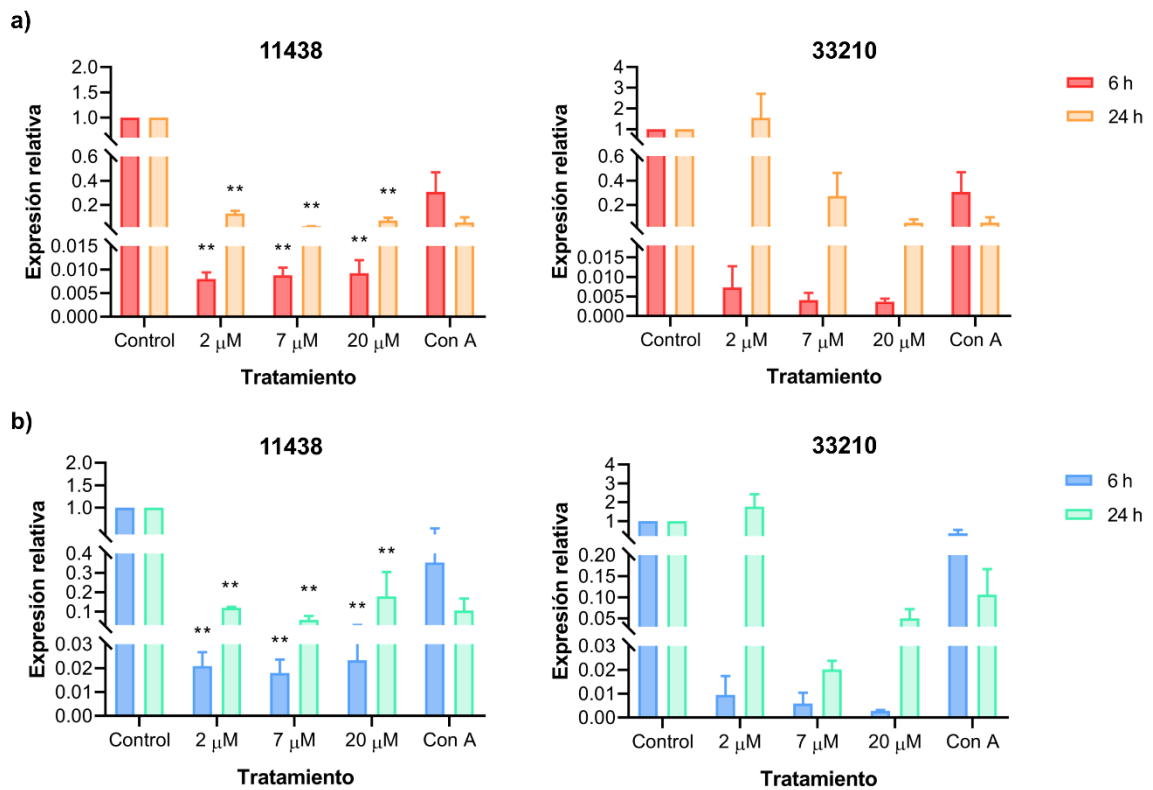 a)
11438
Expresión relativa
2.0
1.0
0.6
0.4
0.2
0.015
0.010
0.005
0.000
** ** **
** ** **
Control 2 μM 7 μM 20 μM Con A
Tratamiento
33210
Expresión relativa
4
3
2
1
0.6
0.4
0.2
0.015
0.010
0.005
0.000
Control 2 μM 7 μM 20 μM Con A
Tratamiento
6 h
24 h
b)
11438
Expresión relativa
2.0
1.5
1.0
0.4
0.3
0.2
0.1
0.03
0.02
0.01
0.00
** ** **
** ** **
Control 2 μM 7 μM 20 μM Con A
Tratamiento
33210
Expresión relativa
4
3
2
1
0.20
0.15
0.10
0.05
0.03
0.02
0.01
0.00
Control 2 μM 7 μM 20 μM Con A
Tratamiento
6 h
24 h